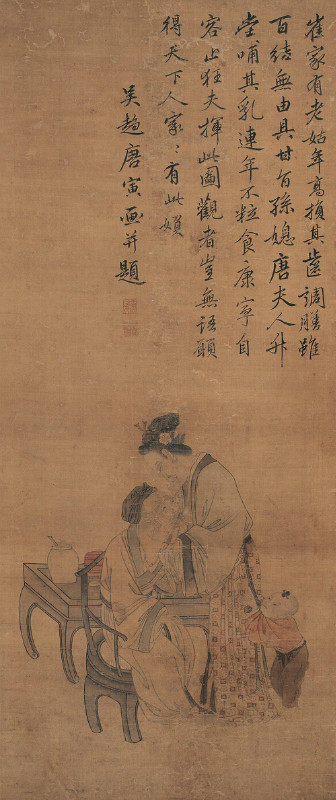 崔家有老姑年高損其齒調膳雖
百結無由具甘旨孫媳唐夫人升
堂哺其乳連年不粒食康寧自
容止狂夫揮此圖觀者豈無語願
得天下人家〻有此媍
吳趨唐寅画并題